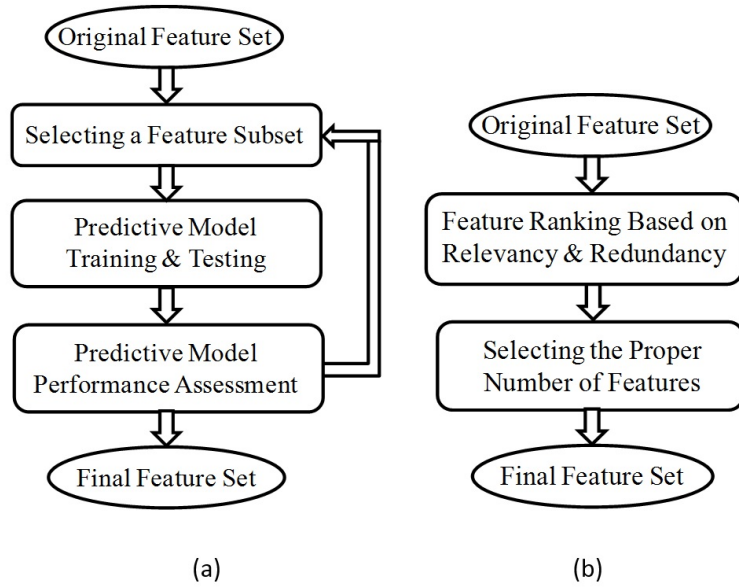 Original Feature Set
Selecting a Feature Subset
Predictive Model
Training & Testing
Predictive Model
Performance Assessment
Final Feature Set
(a)
Original Feature Set
Feature Ranking Based on
Relevancy & Redundancy
Selecting the Proper
Number of Features
Final Feature Set
(b)